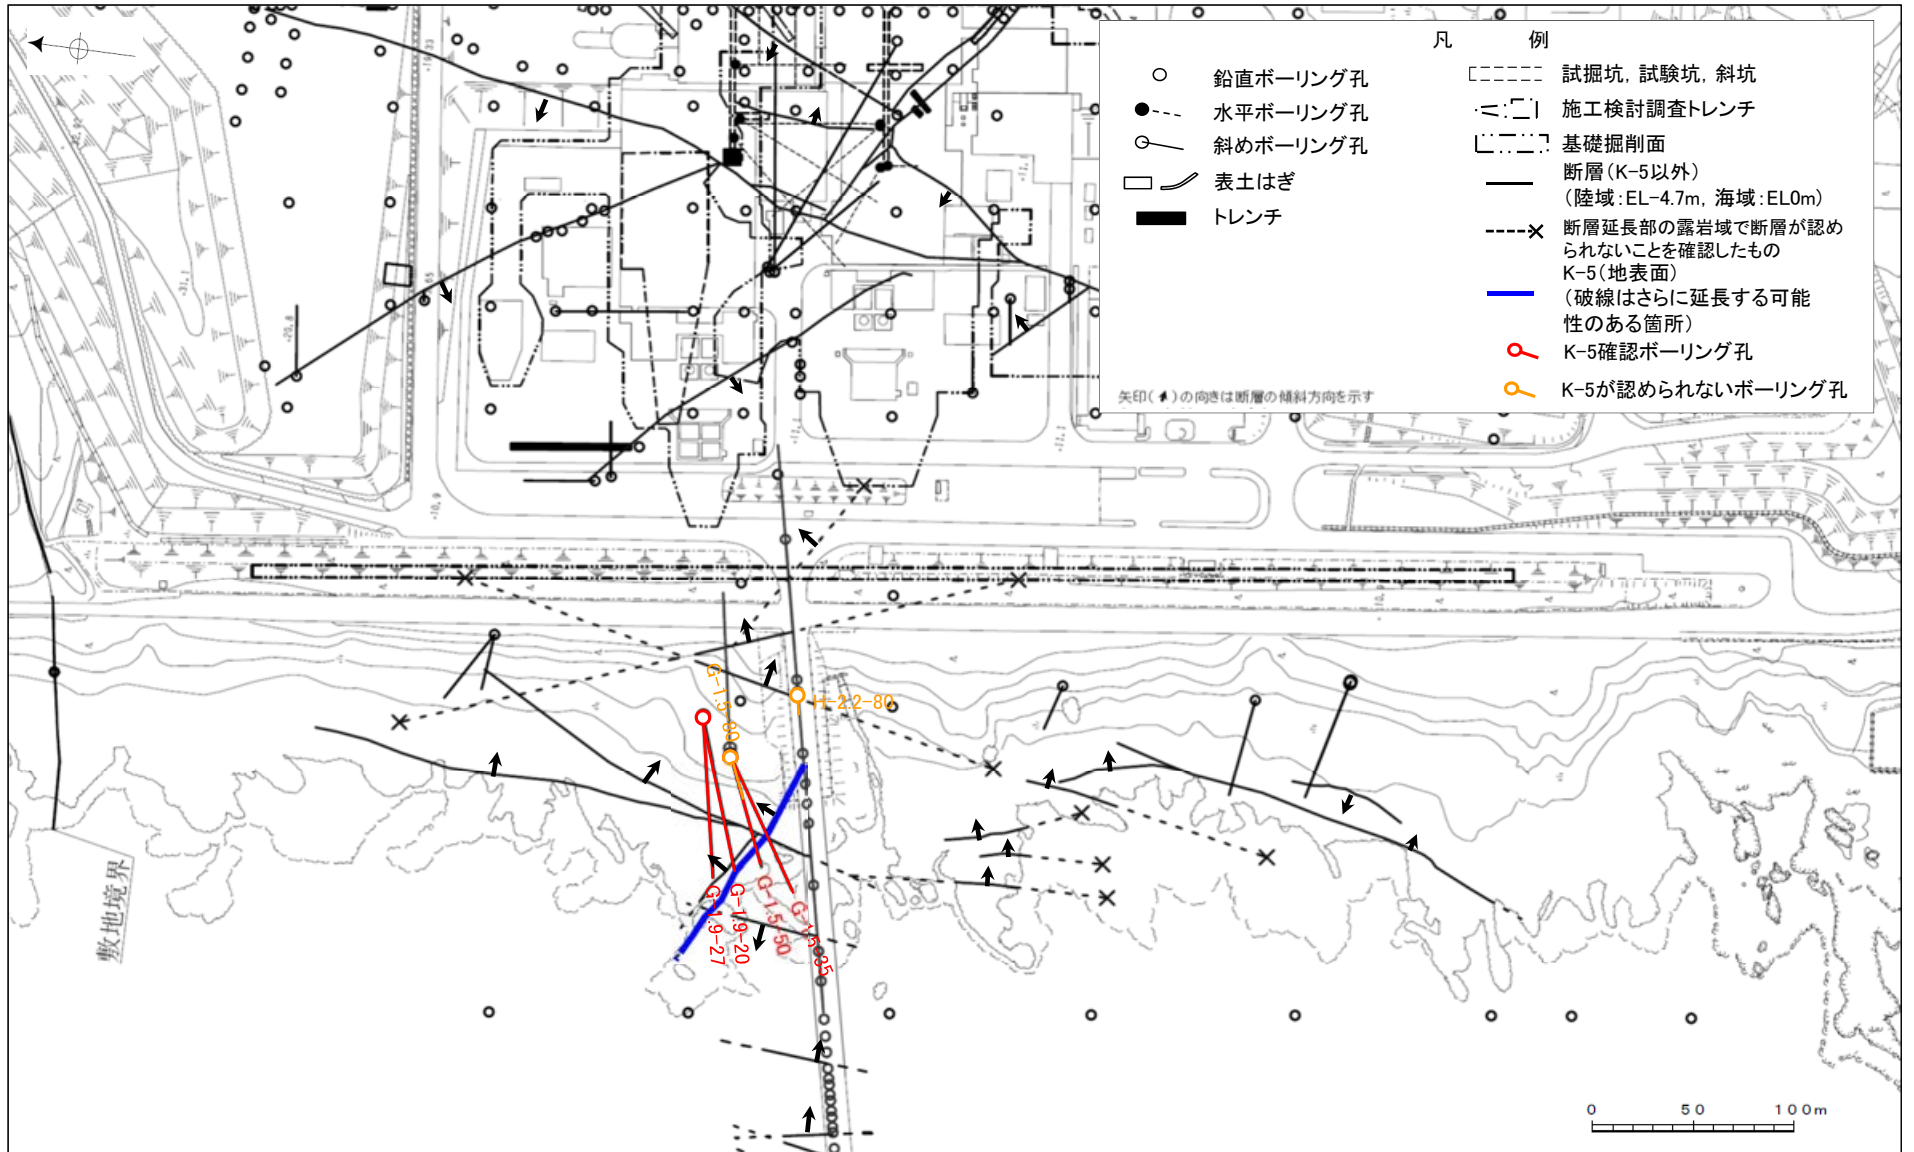 凡 例
鉛直ボーリング孔
水平ボーリング孔
斜めボーリング孔
表土はぎ
トレンチ
試掘坑, 試験坑, 斜坑
施工検討調査トレンチ
基礎掘削面
断層(K-5以外)
(陸域:EL-4.7m, 海域:EL0m)
断層延長部の露岩域で断層が認め
られないことを確認したもの
K-5(地表面)
(破線はさらに延長する可能
性のある箇所)
K-5確認ボーリング孔
K-5が認められないボーリング孔
矢印( )の向きは断層の傾斜方向を示す
G-1.5-80
H-2.2-80
G-1.9-27
G-1.9-20
G-1.5-50
G-1.5-35
敷地境界
0 50 100m